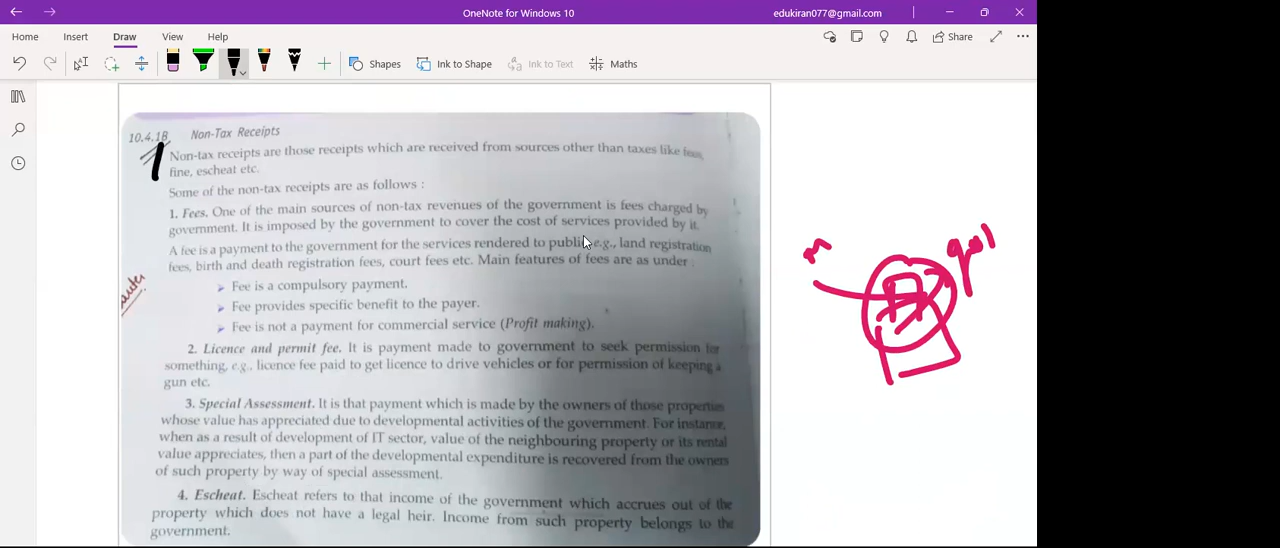 OneNote for Windows 10
edukiran077@gmail.com
Home Insert Draw View Help
Share
Shapes
Ink to Shape
Ink to Text
Maths
10.4.1B Non-Tax Receipts
Non-tax receipts are those receipts which are received from sources other than taxes like fees,
fine, escheat etc.
Some of the non-tax receipts are as follows :
1. Fees. One of the main sources of non-tax revenues of the government is fees charged by
government. It is imposed by the government to cover the cost of services provided by it.
A fee is a payment to the government for the services rendered to public e.g., land registration
fees, birth and death registration fees, court fees etc. Main features of fees are as under :
Fee is a compulsory payment.
Fee provides specific benefit to the payer.
Fee is not a payment for commercial service (Profit making).
2. Licence and permit fee. It is payment made to government to seek permission for
something, e.g., licence fee paid to get licence to drive vehicles or for permission of keeping a
gun etc.
3. Special Assessment. It is that payment which is made by the owners of those properties
whose value has appreciated due to developmental activities of the government. For instance,
when as a result of development of IT sector, value of the neighbouring property or its rental
value appreciates, then a part of the developmental expenditure is recovered from the owners
of such property by way of special assessment.
4. Escheat. Escheat refers to that income of the government which accrues out of the
property which does not have a legal heir. Income from such property belongs to the
government.